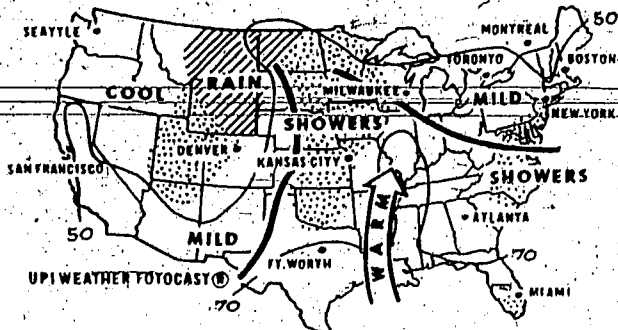 SEATTLE
MONTREAL
50
TORONTO
BOSTON
COOL
RAIN
MILWAUKEE
MILD
NEW YORK
SHOWERS
DENVER
KANSAS CITY
SAN FRANCISCO
SHOWERS
50
MILD
WARM
ATLANTA
FT. WORTH
70
UPI WEATHER FOTOCAST ®
70
MIAMI